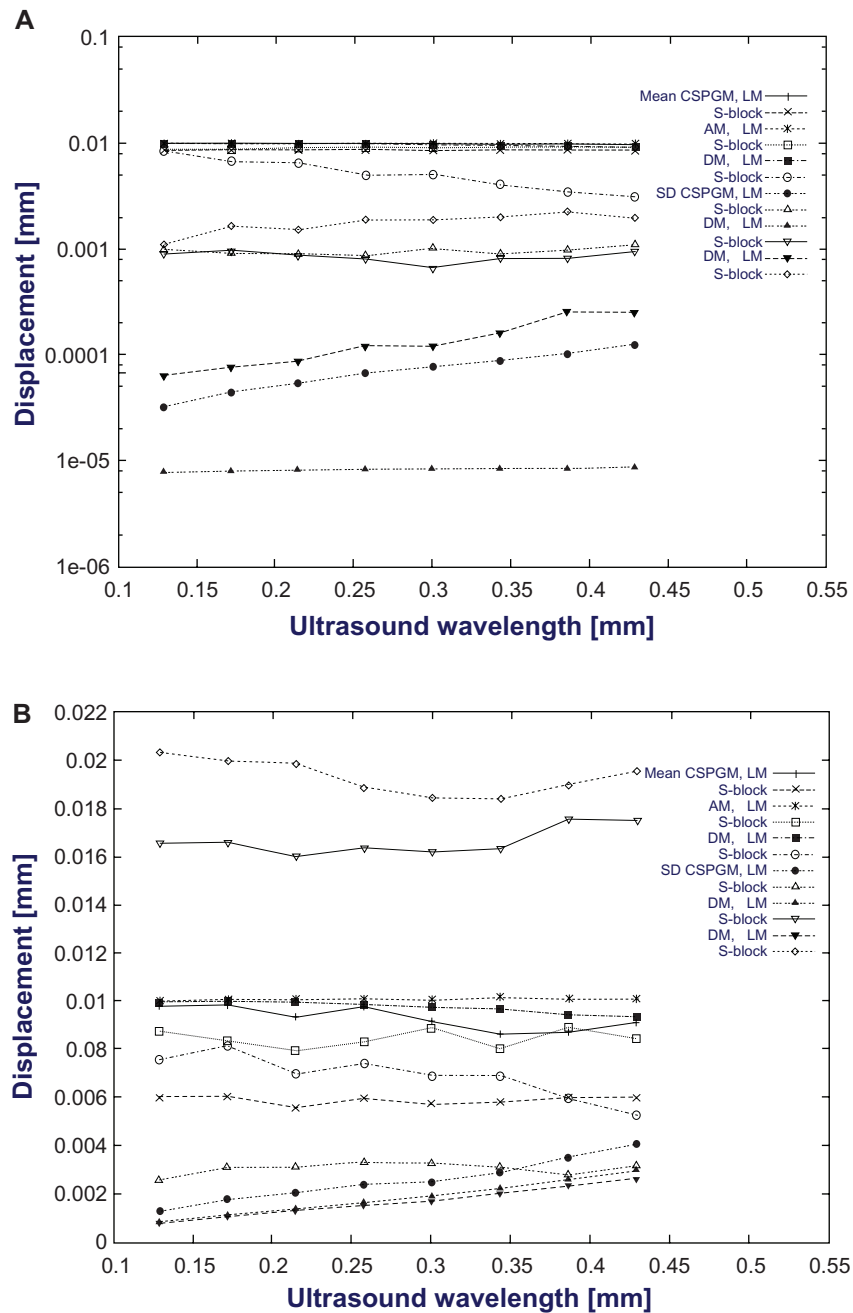 A
0.1
0.01
0.001
0.0001
1e-05
1e-06
Displacement [mm]
Mean CSPGM, LM
S-block
AM, LM
S-block
DM, LM
S-block
SD CSPGM, LM
S-block
DM, LM
S-block
DM, LM
S-block
0.1 0.15 0.2 0.25 0.3 0.35 0.4 0.45 0.5 0.55
Ultrasound wavelength [mm]
B
0.022
0.02
0.018
0.016
0.014
0.012
0.01
0.08
0.006
0.004
0.002
0
Displacement [mm]
Mean CSPGM, LM
S-block
AM, LM
S-block
DM, LM
S-block
SD CSPGM, LM
S-block
DM, LM
S-block
DM, LM
S-block
0.1 0.15 0.2 0.25 0.3 0.35 0.4 0.45 0.5 0.55
Ultrasound wavelength [mm]